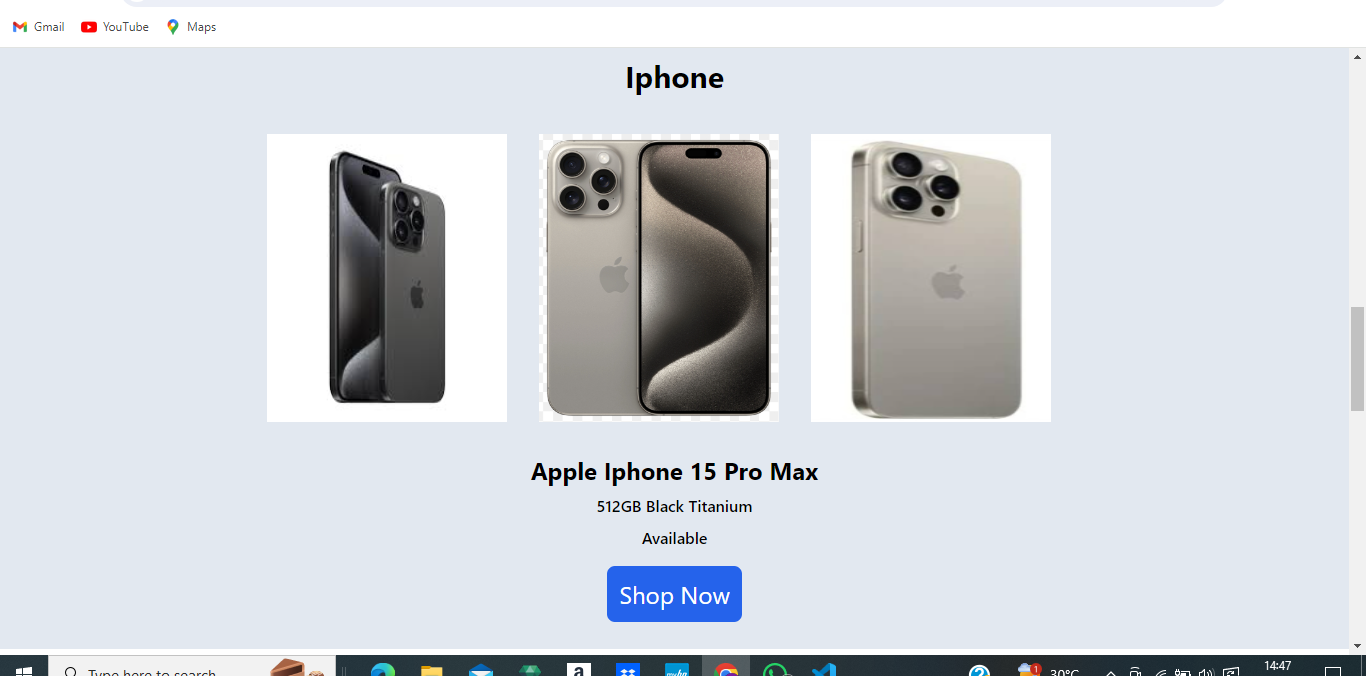 Gmail YouTube Maps
Iphone
Apple Iphone 15 Pro Max
512GB Black Titanium
Available
Shop Now
Type here to search
30°C 14:47